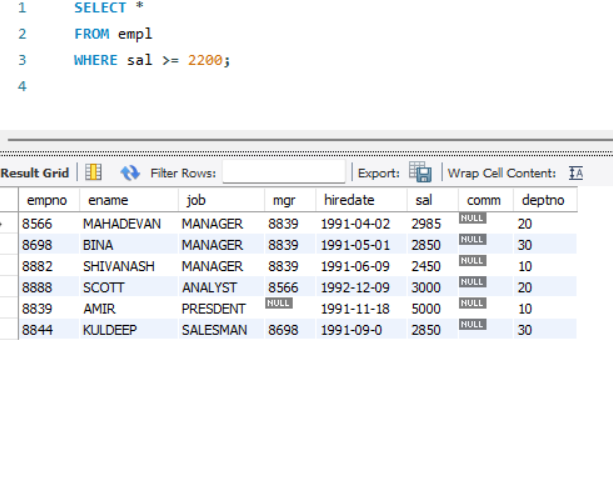 1 SELECT *
2 FROM empl
3 WHERE sal >= 2200;
4
Result Grid Filter Rows: Export: Wrap Cell Content: IA
empno ename job mgr hiredate sal comm deptno
8566 MAHADEVAN MANAGER 8839 1991-04-02 2985 NULL 20
8698 BINA MANAGER 8839 1991-05-01 2850 NULL 30
8882 SHIVANASH MANAGER 8839 1991-06-09 2450 NULL 10
8888 SCOTT ANALYST 8566 1992-12-09 3000 NULL 20
8839 AMIR PRESDENT NULL 1991-11-18 5000 NULL 10
8844 KULDEEP SALESMAN 8698 1991-09-0 2850 NULL 30